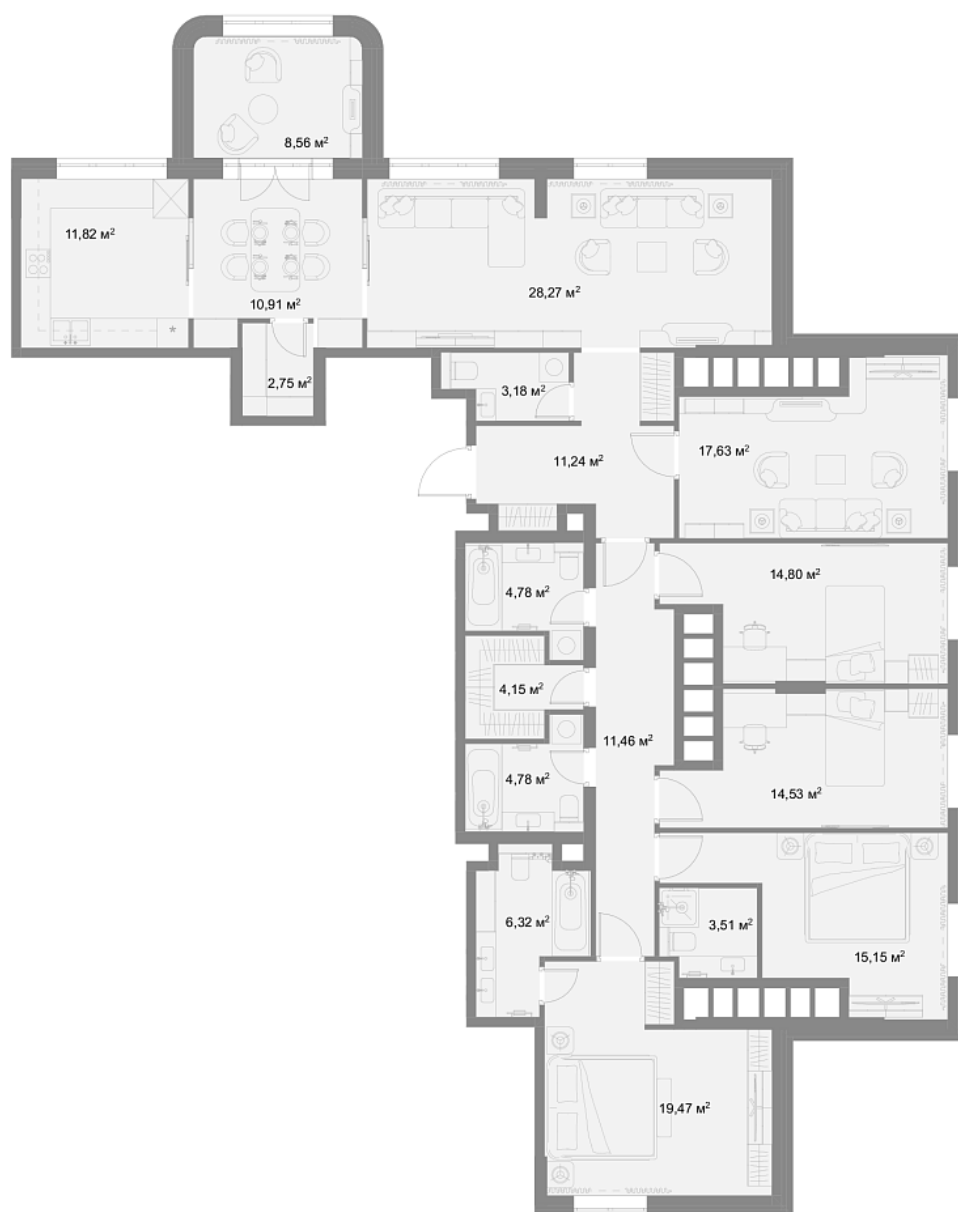 8,56 м²
11,82 м²
28,27 м²
10,91 м²
2,75 м²
3,18 м²
17,63 м²
11,24 м²
14,80 м²
4,78 м²
4,15 м²
11,46 м²
4,78 м²
14,53 м²
6,32 м²
3,51 м²
15,15 м²
19,47 м²